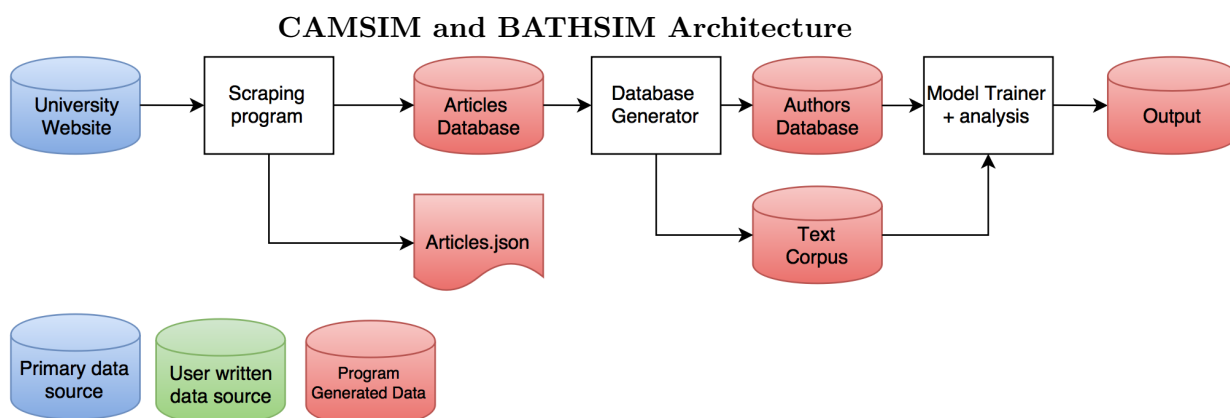 CAMSIM and BATHSIM Architecture
University
Website
Scraping
program
Articles
Database
Database
Generator
Authors
Database
Model Trainer
+ analysis
Output
Articles.json
Text
Corpus
Primary data
source
User written
data source
Program
Generated Data